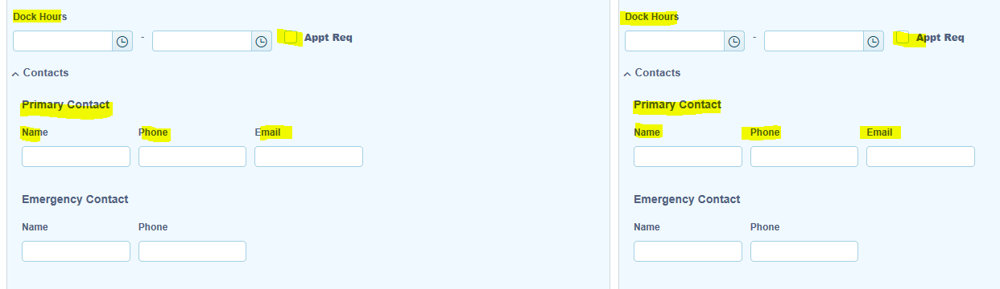 Dock Hours
- Appt Req
Contacts
Primary Contact
Name Phone Email
Emergency Contact
Name Phone
Dock Hours
- Appt Req
Contacts
Primary Contact
Name Phone Email
Emergency Contact
Name Phone